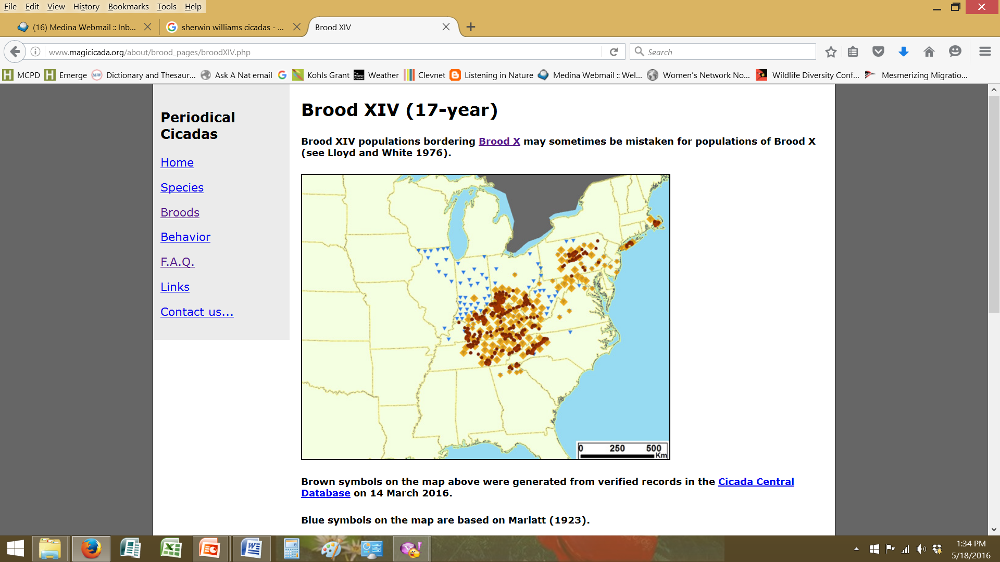 File Edit View History Bookmarks Tools Help
(16) Medina Webmail :: Inb...
sherwin williams cicadas - ...
Brood XIV
www.magicicada.org/about/brood_pages/broodXIV.php
Search
MCPD
Emerge
Dictionary and Thesaur...
Ask A Nat email
Kohls Grant
Weather
Clevnet
Listening in Nature
Medina Webmail :: Wel...
Women's Network No...
Wildlife Diversity Conf...
Mesmerizing Migratio...
Periodical
Cicadas
Home
Species
Broods
Behavior
F.A.Q.
Links
Contact us...
Brood XIV (17-year)
Brood XIV populations bordering Brood X may sometimes be mistaken for populations of Brood X
(see Lloyd and White 1976).
0 250 500
Km
Brown symbols on the map above were generated from verified records in the Cicada Central
Database on 14 March 2016.
Blue symbols on the map are based on Marlatt (1923).
1:34 PM
5/18/2016